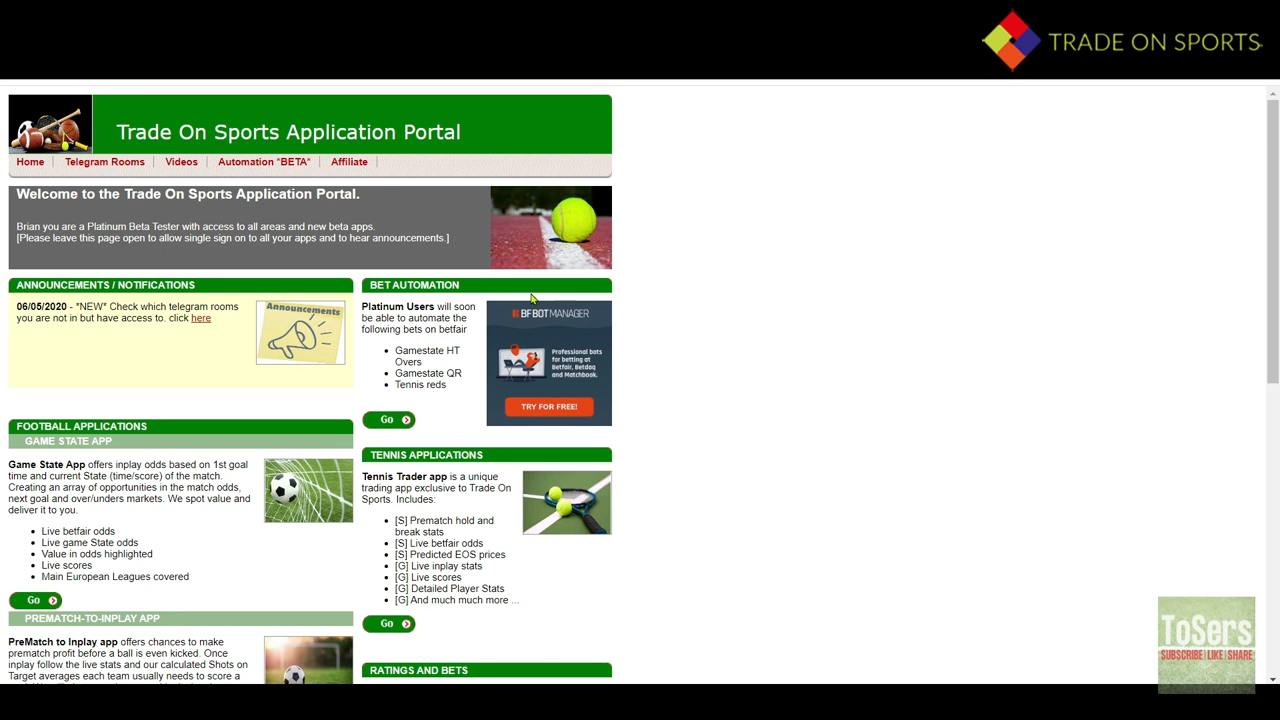 TRADE ON SPORTS
Trade On Sports Application Portal
Home
Telegram Rooms
Videos
Automation *BETA*
Affiliate
Welcome to the Trade On Sports Application Portal.
Brian you are a Platinum Beta Tester with access to all areas and new beta apps.
[Please leave this page open to allow single sign on to all your apps and to hear announcements.]
ANNOUNCEMENTS / NOTIFICATIONS
06/05/2020 - *NEW* Check which telegram rooms
you are not in but have access to. click here
Announcements
FOOTBALL APPLICATIONS
GAME STATE APP
Game State App offers inplay odds based on 1st goal
time and current State (time/score) of the match.
Creating an array of opportunities in the match odds,
next goal and over/unders markets. We spot value and
deliver it to you.
Live betfair odds
Live game State odds
Value in odds highlighted
Live scores
Main European Leagues covered
Go
PREMATCH-TO-INPLAY APP
PreMatch to Inplay app offers chances to make
prematch profit before a ball is even kicked. Once
inplay follow the live stats and our calculated Shots on
Target averages each team usually needs to score a
BET AUTOMATION
Platinum Users will soon
be able to automate the
following bets on betfair
Gamestate HT
Overs
Gamestate QR
Tennis reds
Go
BF BOT MANAGER
Professional bots
for betting at
Betfair, Betdaq
and Matchbook.
TRY FOR FREE!
TENNIS APPLICATIONS
Tennis Trader app is a unique
trading app exclusive to Trade On
Sports. Includes:
[S] Prematch hold and
break stats
[S] Live betfair odds
[S] Predicted EOS prices
[G] Live inplay stats
[G] Live scores
[G] Detailed Player Stats
[G] And much much more ...
Go
RATINGS AND BETS
ToSers
SUBSCRIBE | LIKE | SHARE